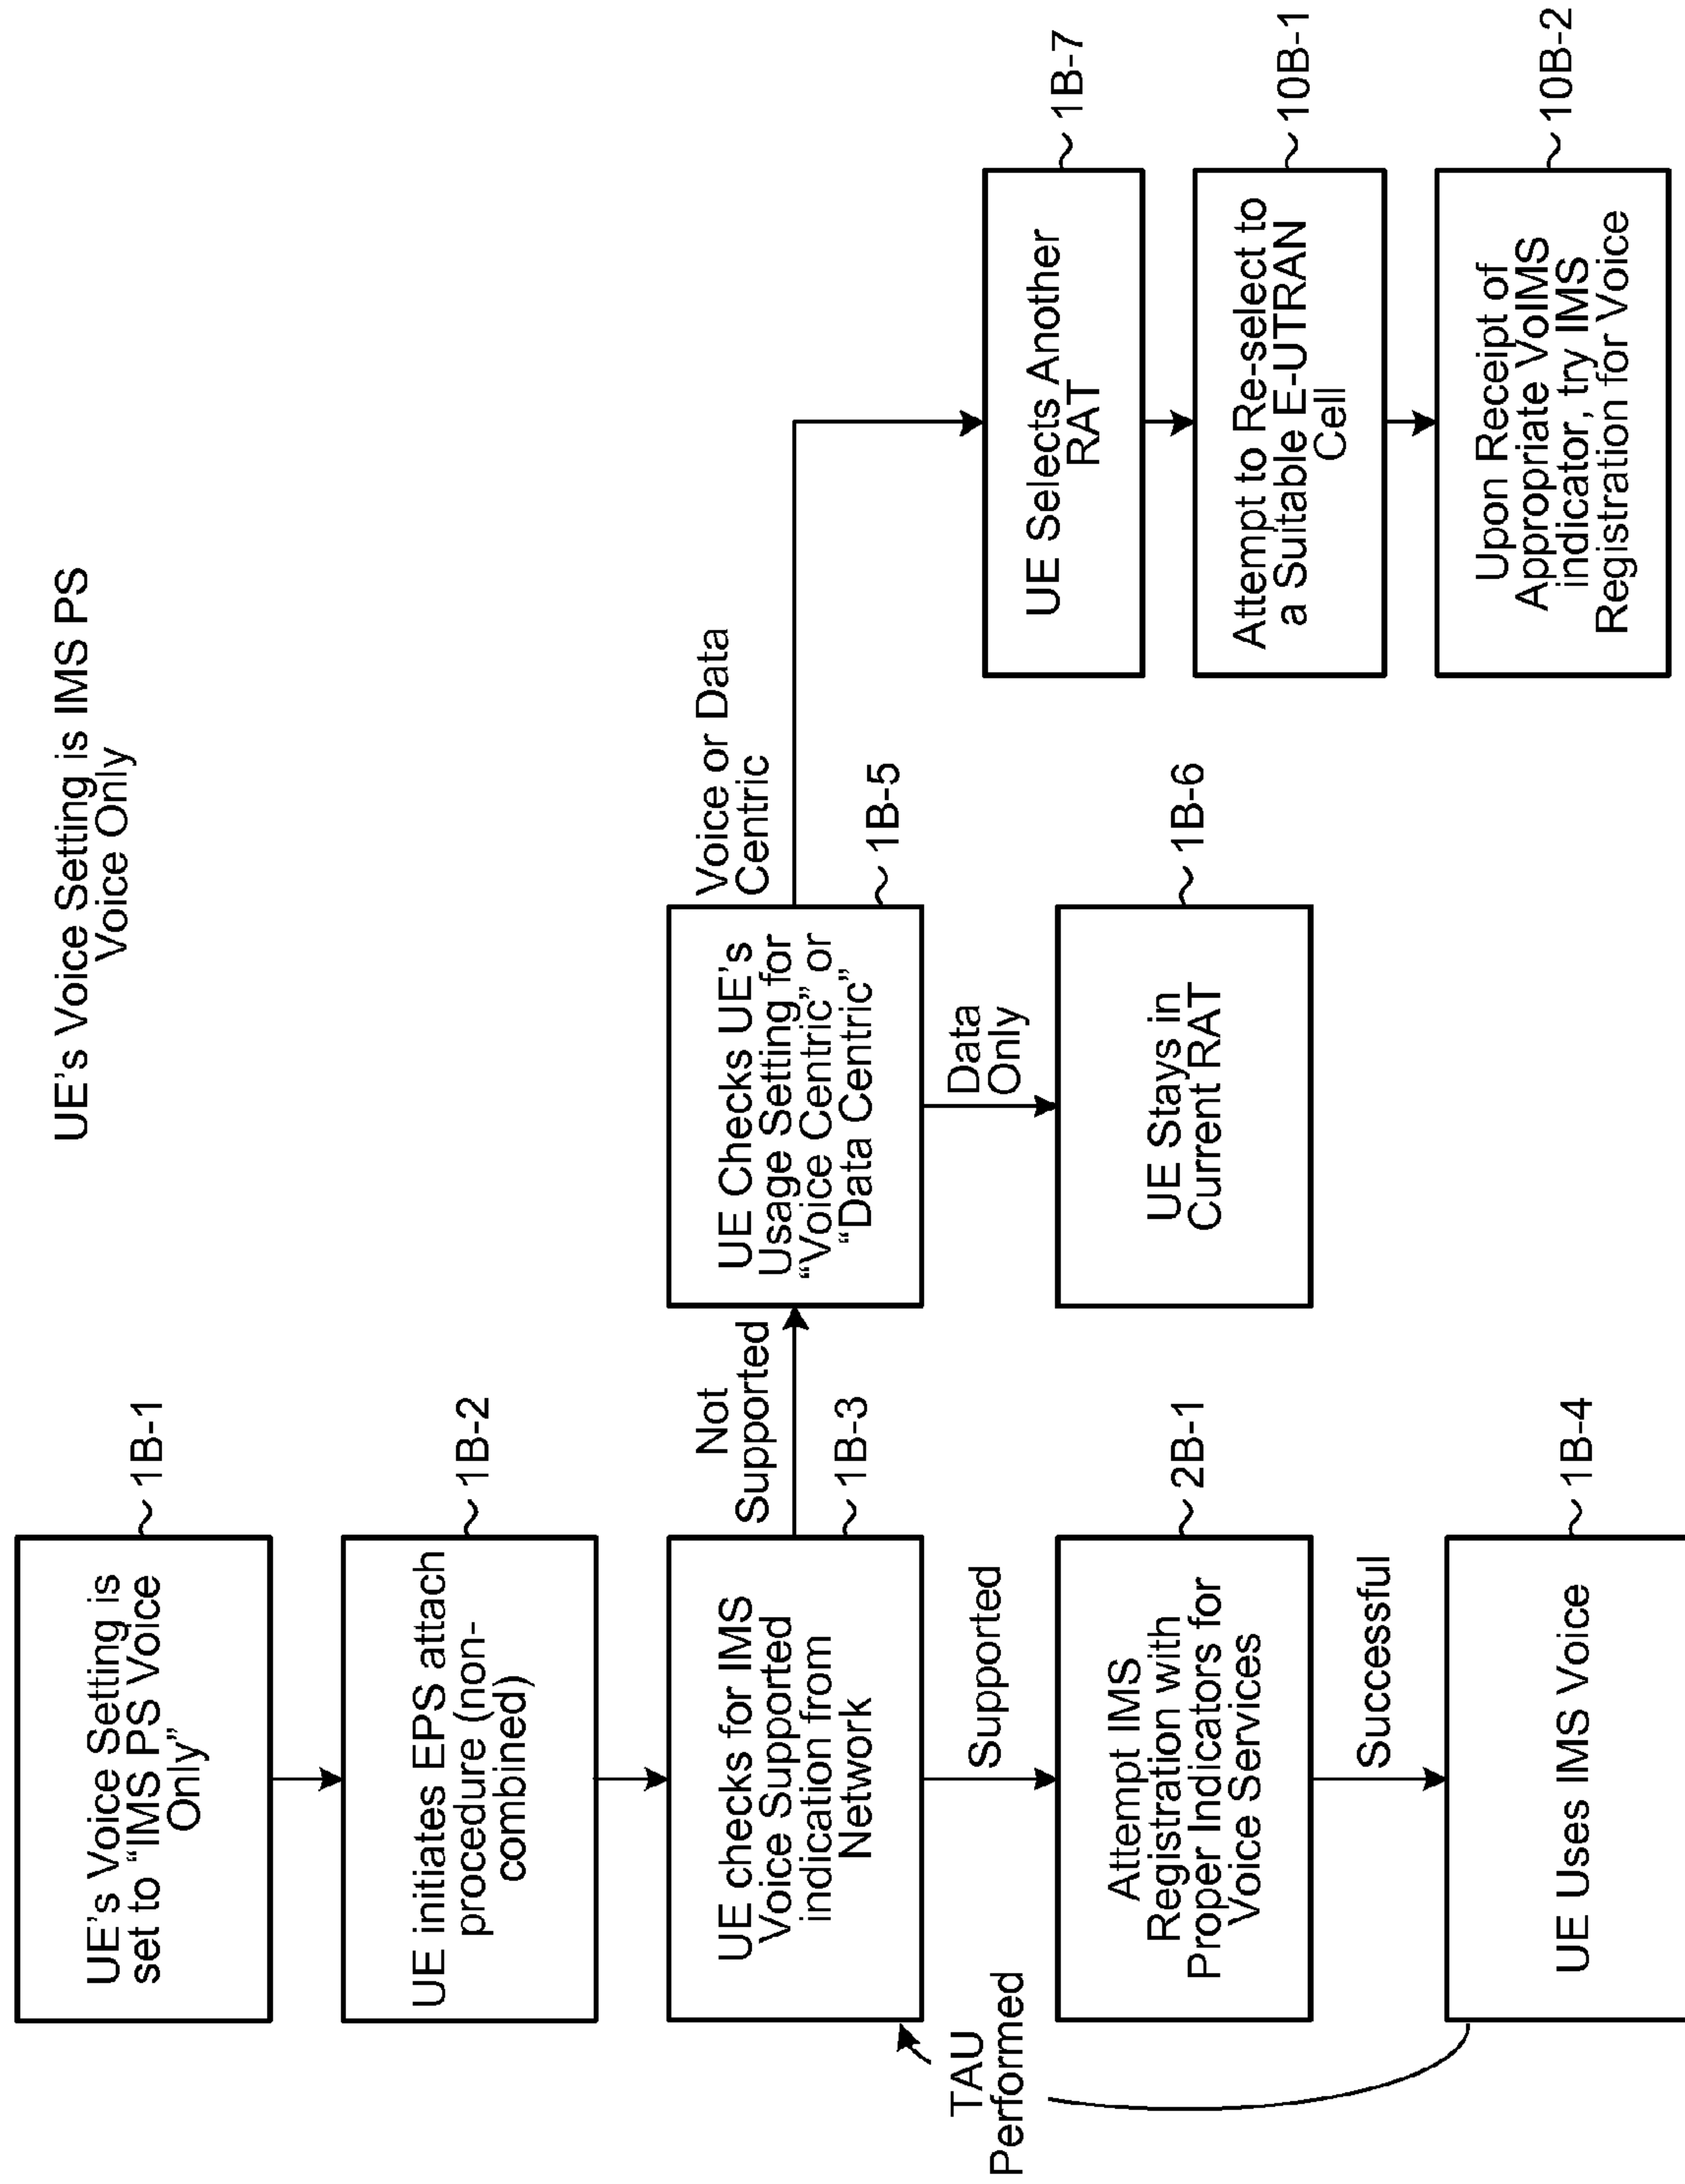 UE's Voice Setting is IMS PS
Voice Only
UE's Voice Setting is
set to “IMS PS Voice
Only”
1B-1
UE initiates EPS attach
procedure (non-
combined)
1B-2
UE checks for IMS
Voice Supported
indication from
Network
1B-3
Not
Supported
UE Checks UE's
Usage Setting for
“Voice Centric” or
“Data Centric”
1B-5
Voice or Data
Centric
Data
Only
UE Stays in
Current RAT
1B-6
UE Selects Another
RAT
1B-7
Attempt to Re-select to
a Suitable E-UTRAN
Cell
10B-1
Upon Receipt of
Appropriate VoIMS
indicator, try IMS
Registration for Voice
10B-2
Supported
TAU
Performed
Attempt IMS
Registration with
Proper Indicators for
Voice Services
2B-1
Successful
UE Uses IMS Voice
1B-4